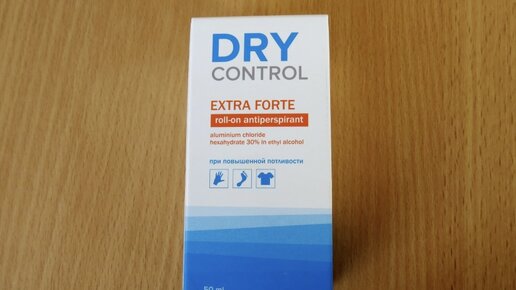 DRY
CONTROL
EXTRA FORTE
roll-on antiperspirant
aluminium chloride
hexahydrate 30% in ethyl alcohol
при повышенной потливости
50 ml